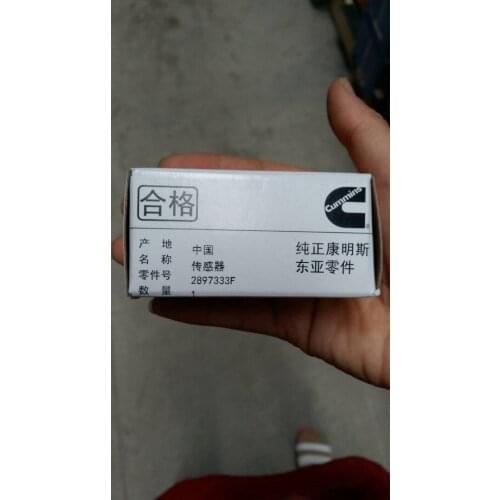 合格
Cummins
产 地 中国
名 称 传感器
零件号 2897333F
数 量 1
纯正康明斯
东亚零件